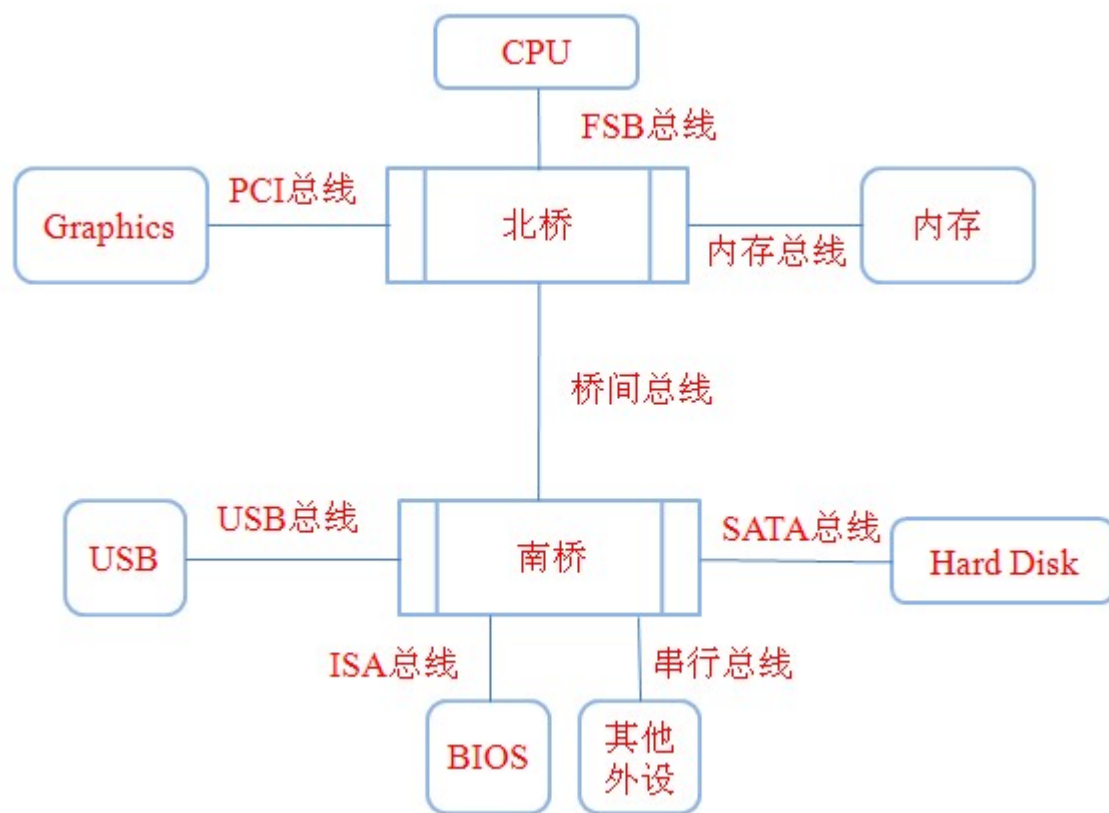 CPU
FSB总线
PCI总线
Graphics
北桥
内存总线
内存
桥间总线
USB总线
USB
南桥
SATA总线
Hard Disk
ISA总线
串行总线
BIOS
其他
外设